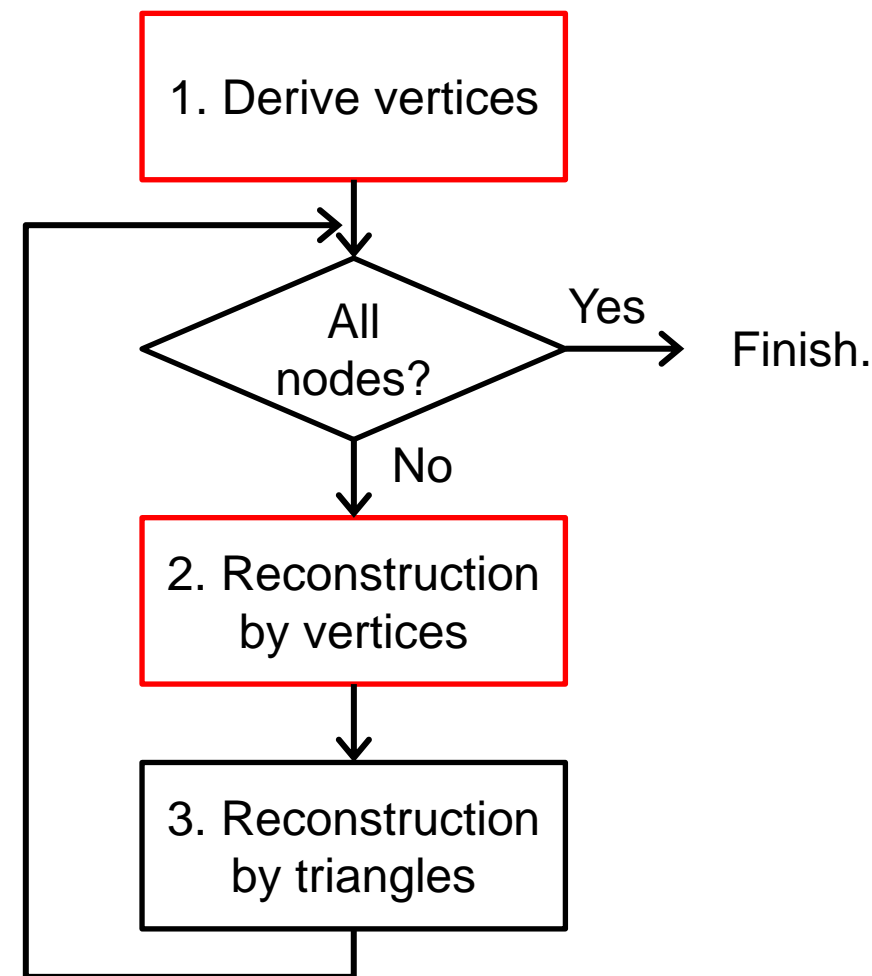 1. Derive vertices
All
nodes?
Yes
Finish.
No
2. Reconstruction
by vertices
3. Reconstruction
by triangles